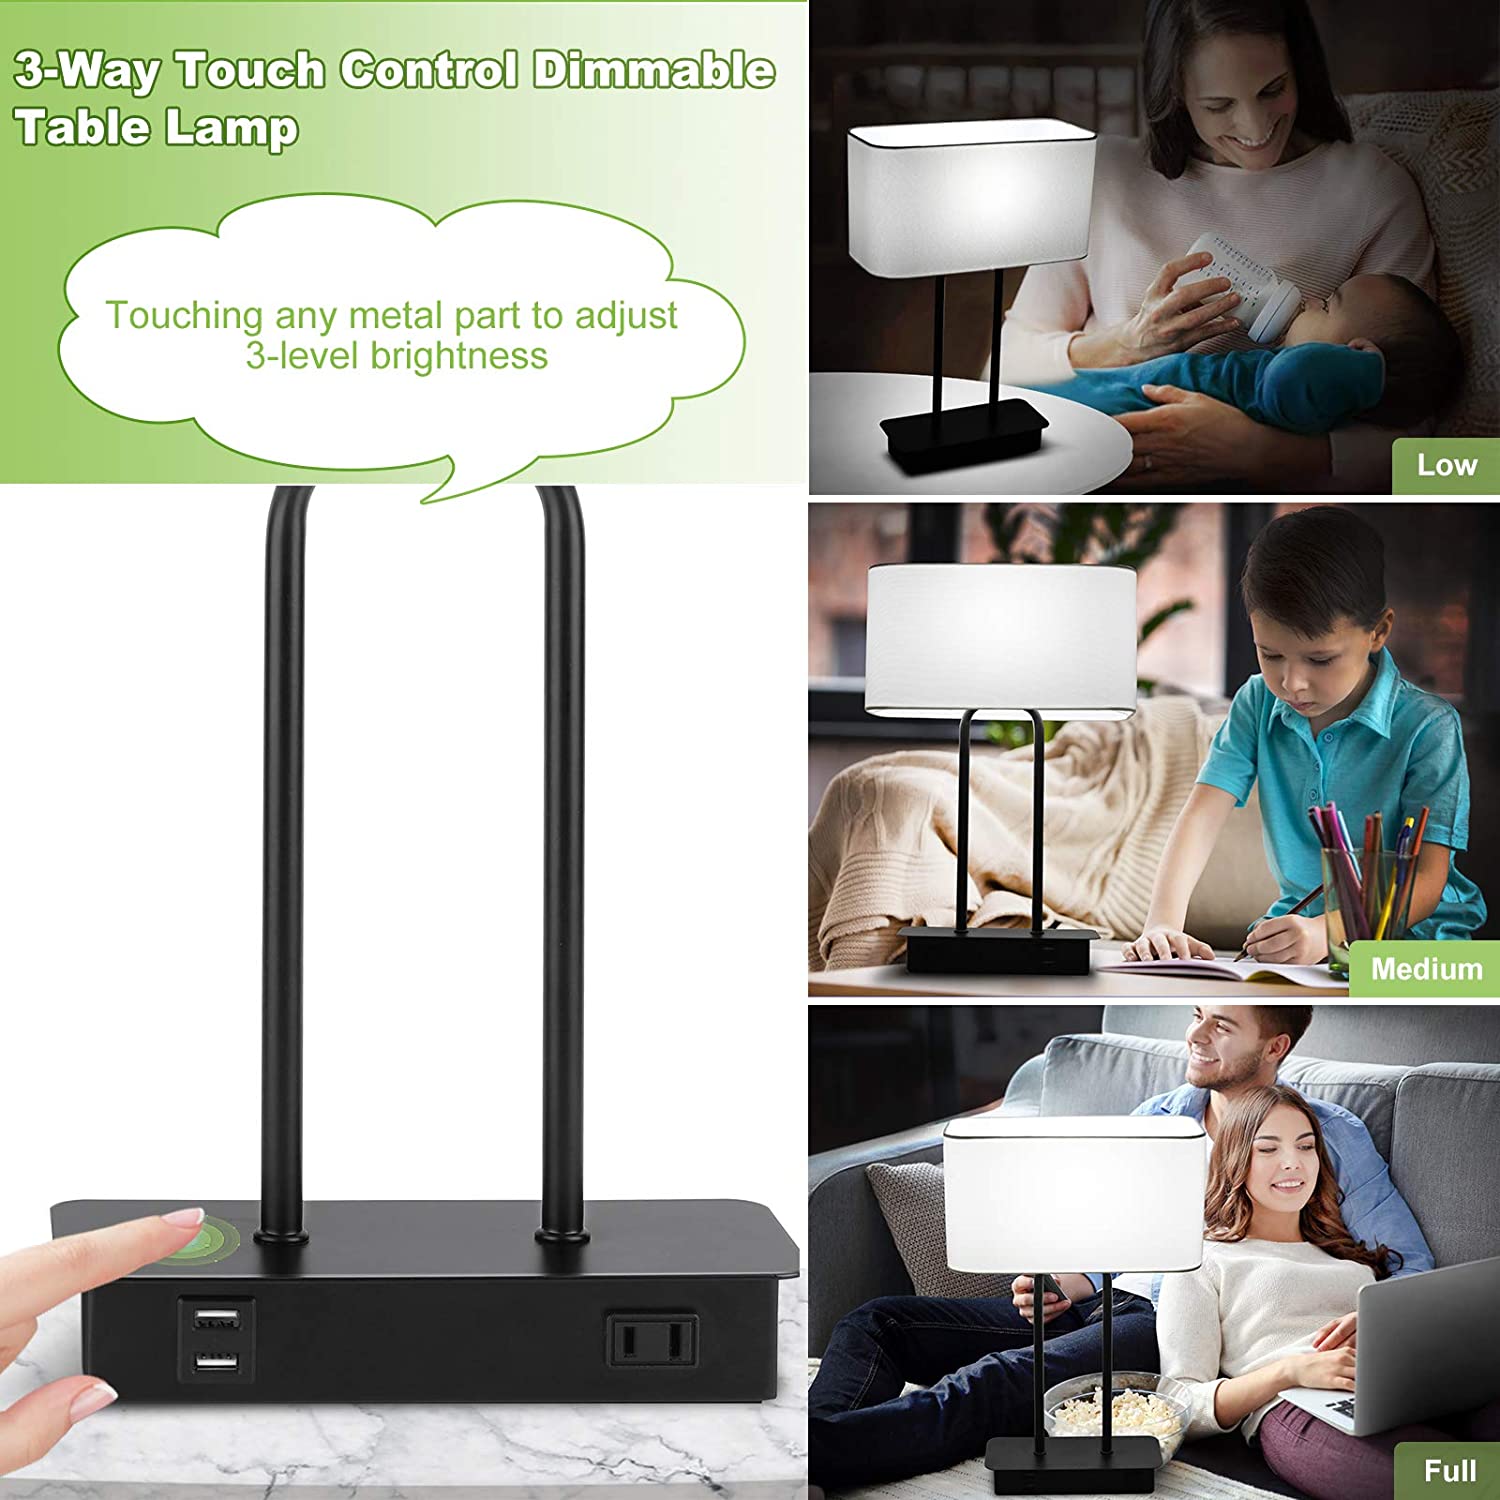 3-Way Touch Control Dimmable
Table Lamp
Touching any metal part to adjust
3-level brightness
Low
Medium
Full